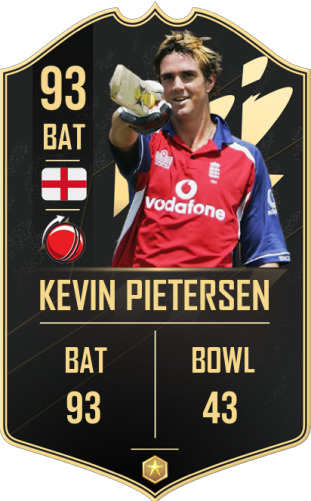 93
BAT
vodafone
KEVIN PIETERSEN
BAT
BOWL
93
43